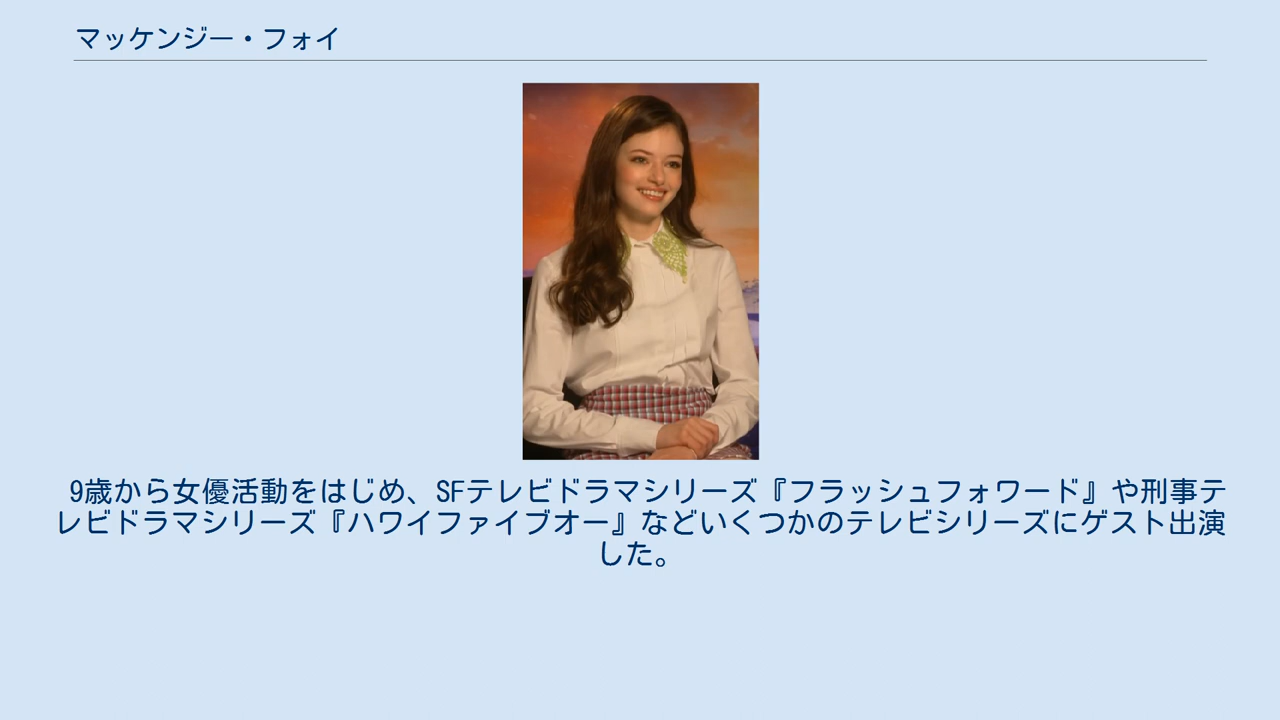 マッケンジー・フォイ
9歳から女優活動をはじめ、SFテレビドラマシリーズ『フラッシュフォワード』や刑事テ
レビドラマシリーズ『ハワイファイブオー』などいくつかのテレビシリーズにゲスト出演
した。